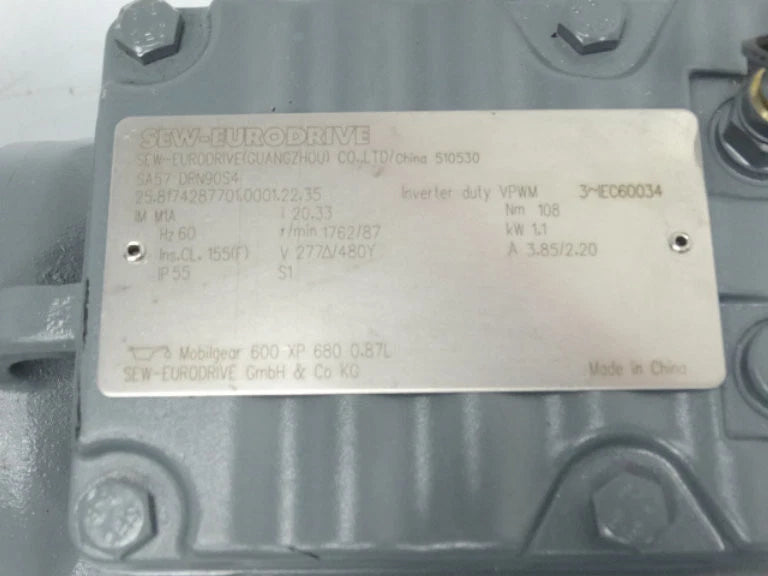 SEW-EURODRIVE
SEW-EURODRIVE(GUANGZHOU) CO.,LTD/China 510530
SA57 DRN90S4
25.8174287701.0001.22.35 Inverter duty VPWM 3~IEC60034
IM M1A i 20.33 Nm 108
Hz 60 r/min 1762/87 kW 1.1
Ins.CL. 155(F) V 277Δ/480Y A 3.85/2.20
IP 55 S1
Mobilgear 600 XP 680 0.87L
SEW-EURODRIVE GmbH & Co KG Made in China